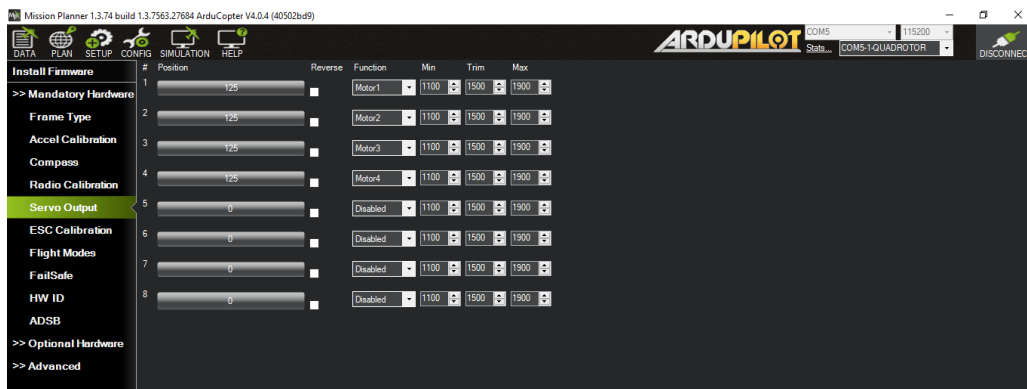 Mission Planner 1.3.74 build 1.3.7563.27684 ArduCopter V4.0.4 (40502bd9)
DATA PLAN SETUP CONFIG SIMULATION HELP
ARDUPILOT
COM5 115200
Stats... COM5-1-QUADROTOR
DISCONNEC
Install Firmware
>> Mandatory Hardware
Frame Type
Accel Calibration
Compass
Radio Calibration
Servo Output
ESC Calibration
Flight Modes
FailSafe
HW ID
ADSB
>> Optional Hardware
>> Advanced
# Position Reverse Function Min Trim Max
1 125 Motor1 1100 1500 1900
2 125 Motor2 1100 1500 1900
3 125 Motor3 1100 1500 1900
4 125 Motor4 1100 1500 1900
5 0 Disabled 1100 1500 1900
6 0 Disabled 1100 1500 1900
7 0 Disabled 1100 1500 1900
8 0 Disabled 1100 1500 1900